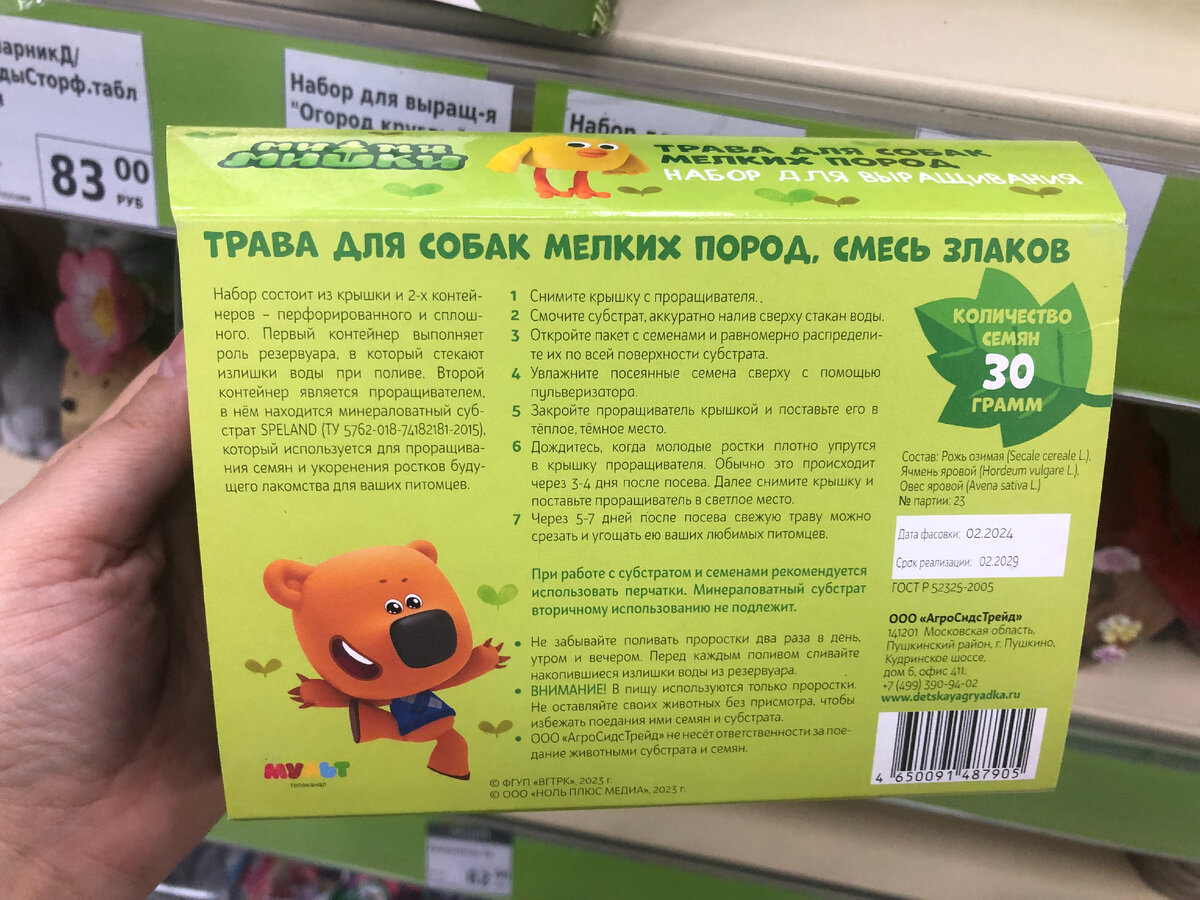 дыСторф.табл
83 00
РУБ
Набор для выращ-я
"Огород
Набор
МИ-МИ
МИШКИ
ТРАВА ДЛЯ СОБАК
МЕЛКИХ ПОРОД
НАБОР ДЛЯ ВЫРАЩИВАНИЯ
ТРАВА ДЛЯ СОБАК МЕЛКИХ ПОРОД, СМЕСЬ ЗЛАКОВ
Набор состоит из крышки и 2-х контей-
неров – перфорированного и сплош-
ного. Первый контейнер выполняет
роль резервуара, в который стекают
излишки воды при поливе. Второй
контейнер является проращивателем,
в нём находится минераловатный суб-
страт SPELAND (ТУ 5762-018-74182181-2015),
который используется для проращива-
ния семян и укоренения ростков буду-
щего лакомства для ваших питомцев.
1 Снимите крышку с проращивателя.
2 Смочите субстрат, аккуратно налив сверху стакан воды.
3 Откройте пакет с семенами и равномерно распредели-
те их по всей поверхности субстрата.
4 Увлажните посеянные семена сверху с помощью
пульверизатора.
5 Закройте проращиватель крышкой и поставьте его в
тёплое, тёмное место.
6 Дождитесь, когда молодые ростки плотно упрутся
в крышку проращивателя. Обычно это происходит
через 3-4 дня после посева. Далее снимите крышку и
поставьте проращиватель в светлое место.
7 Через 5-7 дней после посева свежую траву можно
срезать и угощать ею ваших любимых питомцев.
При работе с субстратом и семенами рекомендуется
использовать перчатки. Минераловатный субстрат
вторичному использованию не подлежит.
• Не забывайте поливать проростки два раза в день,
утром и вечером. Перед каждым поливом сливайте
накопившиеся излишки воды из резервуара.
• ВНИМАНИЕ! В пищу используются только проростки.
Не оставляйте своих животных без присмотра, чтобы
избежать поедания ими семян и субстрата.
• ООО «АгроСидсТрейд» не несёт ответственности за пое-
дание животными субстрата и семян.
© ФГУП «ВГТРК», 2023 г.
© ООО «НОЛЬ ПЛЮС МЕДИА», 2023 г.
МУЛЬТ
ТЕЛЕКАНАЛ
КОЛИЧЕСТВО
СЕМЯН
30
ГРАММ
Состав: Рожь озимая (Secale cereale L.),
Ячмень яровой (Hordeum vulgare L.),
Овес яровой (Avena sativa L.)
№ партии: 23
Дата фасовки: 02.2024
Срок реализации: 02.2029
ГОСТ Р 52325-2005
ООО «АгроСидсТрейд»
141201 Московская область,
Пушкинский район, г. Пушкино,
Кудринское шоссе,
дом 6, офис 411.
+7 (499) 390-94-02
www.detskayagryadka.ru
4 650091 487905